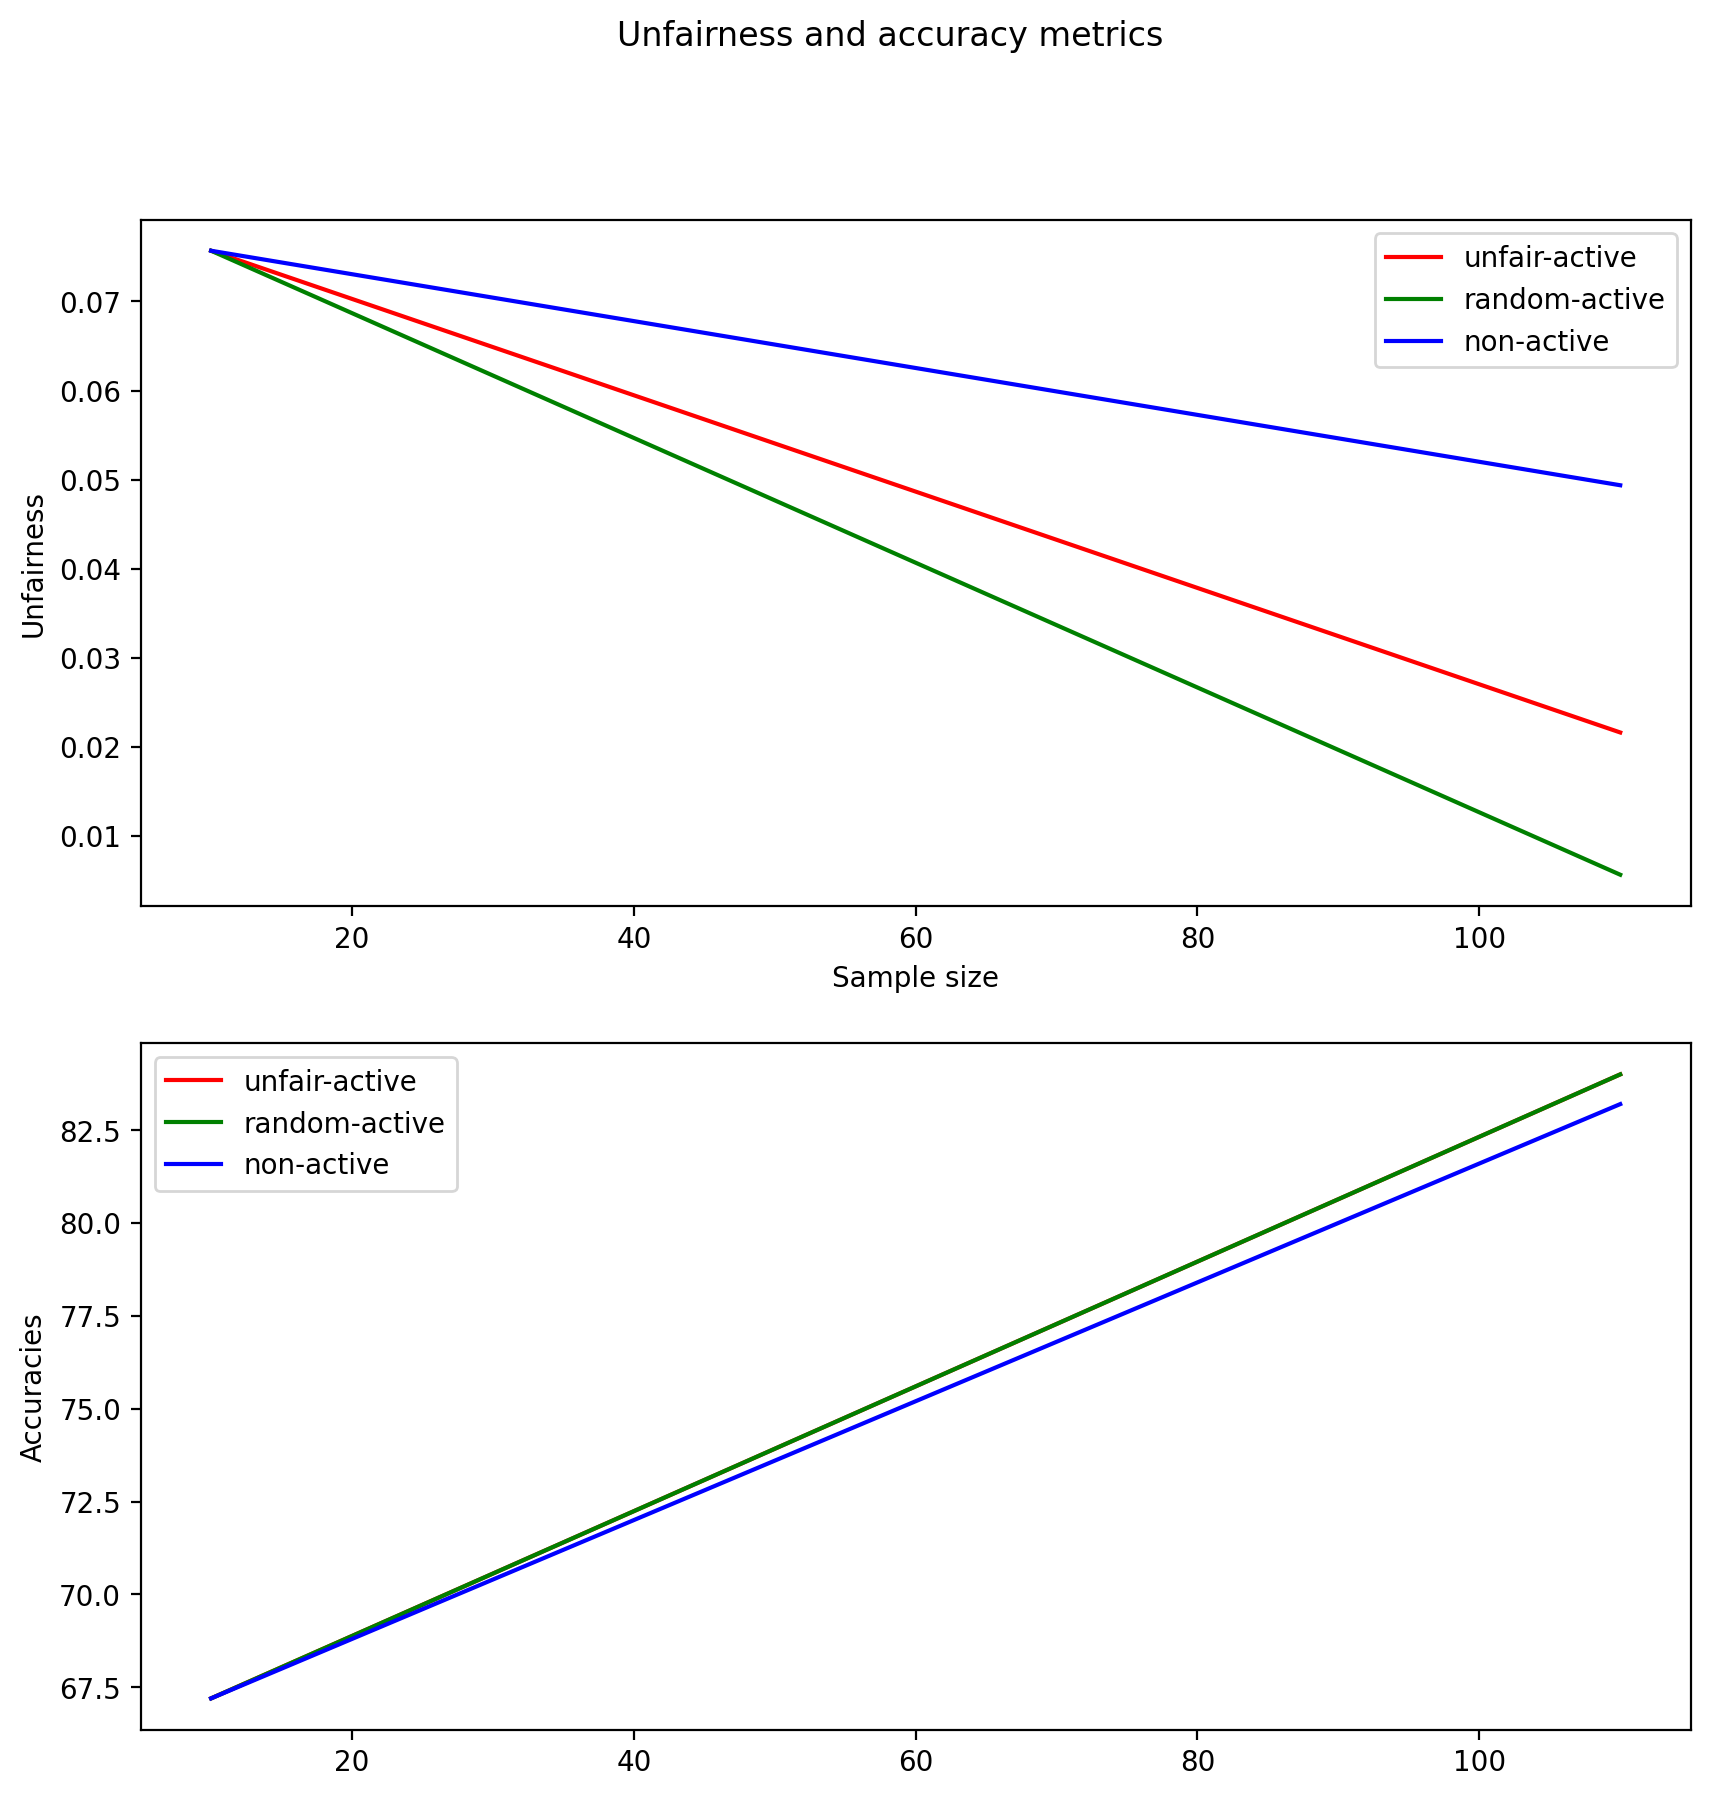 Unfairness and accuracy metrics
unfair-active
random-active
non-active
0.07
0.06
0.05
0.04
0.03
0.02
0.01
Unfairness
20 40 60 80 100
Sample size
unfair-active
random-active
non-active
82.5
80.0
77.5
75.0
72.5
70.0
67.5
Accuracies
20 40 60 80 100